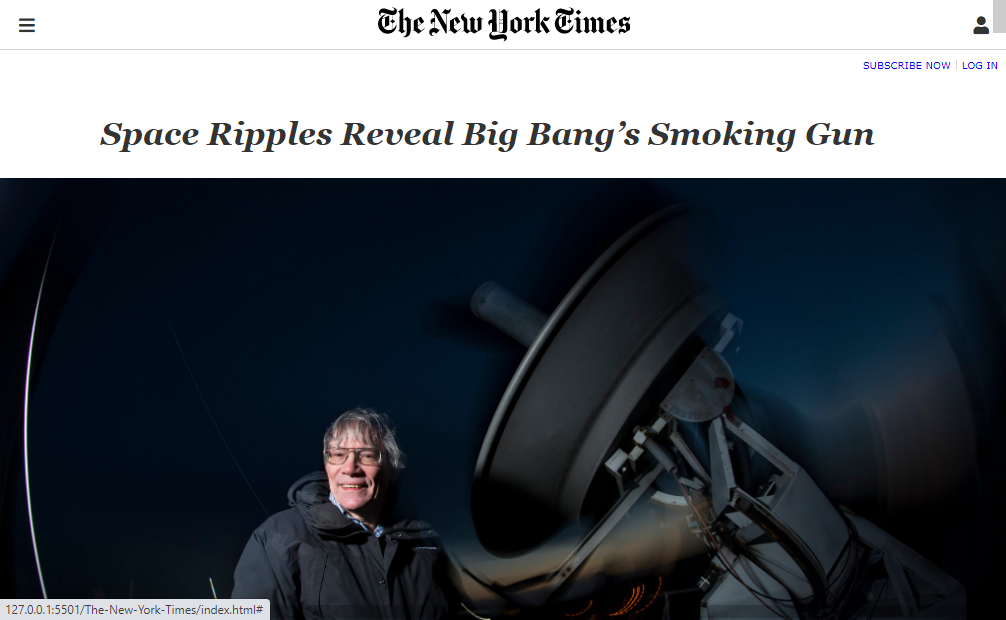 The New York Times
SUBSCRIBE NOW | LOG IN
Space Ripples Reveal Big Bang’s Smoking Gun
127.0.0.1:5501/The-New-York-Times/index.html#